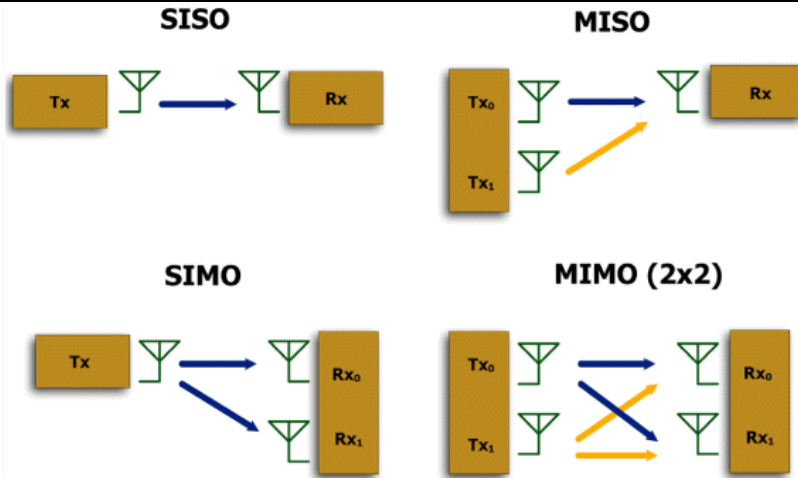 SISO
MISO
Tx
Rx
Tx₀
Tx₁
Rx
SIMO
MIMO (2x2)
Tx
Rx₀
Rx₁
Tx₀
Tx₁
Rx₀
Rx₁